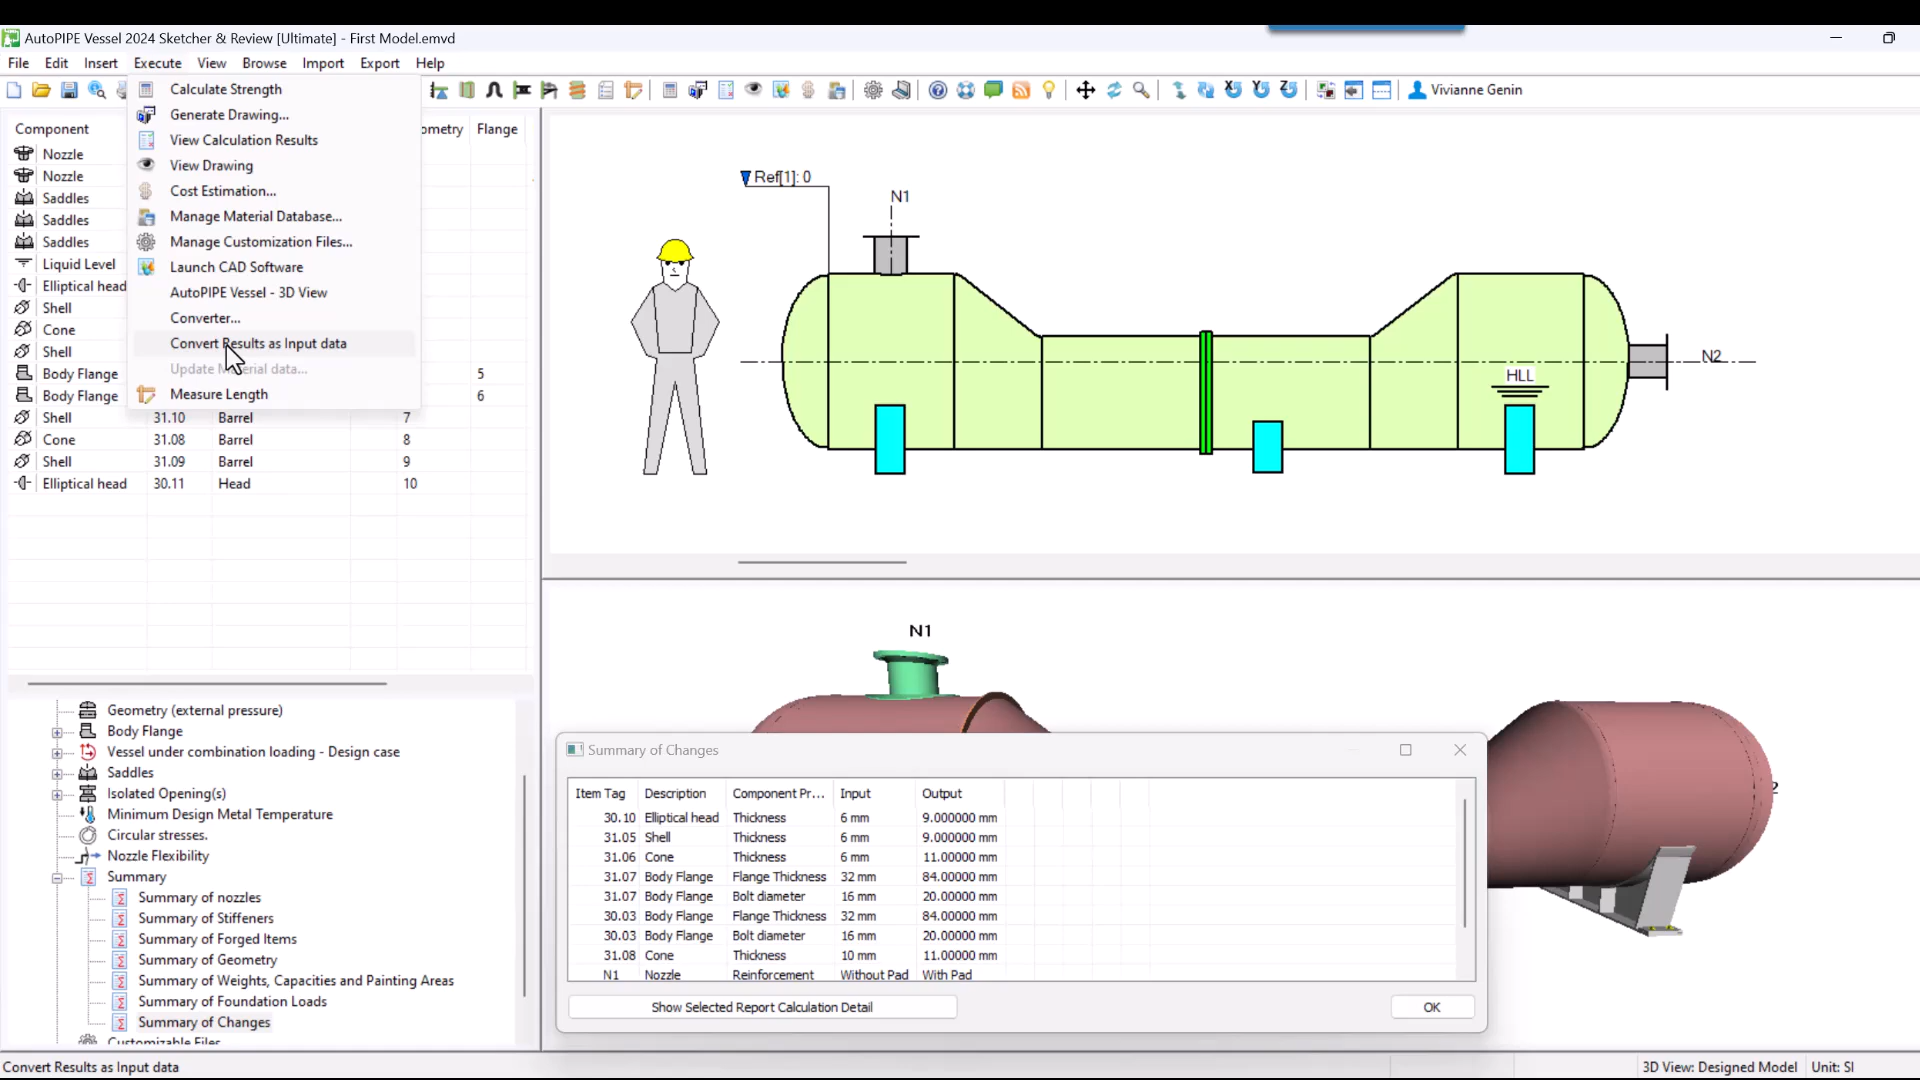 AutoPIPE Vessel 2024 Sketcher & Review [Ultimate] - First Model.emvd
File Edit Insert Execute View Browse Import Export Help
Vivianne Genin
Calculate Strength
Generate Drawing...
View Calculation Results
View Drawing
Cost Estimation...
Manage Material Database...
Manage Customization Files...
Launch CAD Software
AutoPIPE Vessel - 3D View
Converter...
Convert Results as Input data
Measure Length
Component ometry Flange
Nozzle
Nozzle
Saddles
Saddles
Saddles
Liquid Level
Elliptical head
Shell
Cone
Shell
Body Flange 5
Body Flange 6
Shell 31.10 Barrel 7
Cone 31.08 Barrel 8
Shell 31.09 Barrel 9
Elliptical head 30.11 Head 10
Ref[1]: 0
N1
N2
HLL
Geometry (external pressure)
Body Flange
Vessel under combination loading - Design case
Saddles
Isolated Opening(s)
Minimum Design Metal Temperature
Circular stresses.
Nozzle Flexibility
Summary
Summary of nozzles
Summary of Stiffeners
Summary of Forged Items
Summary of Geometry
Summary of Weights, Capacities and Painting Areas
Summary of Foundation Loads
Summary of Changes
Customizable Files
N1
2
Summary of Changes
Item Tag Description Component Pr... Input Output
30.10 Elliptical head Thickness 6 mm 9.000000 mm
31.05 Shell Thickness 6 mm 9.000000 mm
31.06 Cone Thickness 6 mm 11.00000 mm
31.07 Body Flange Flange Thickness 32 mm 84.00000 mm
31.07 Body Flange Bolt diameter 16 mm 20.00000 mm
30.03 Body Flange Flange Thickness 32 mm 84.00000 mm
30.03 Body Flange Bolt diameter 16 mm 20.00000 mm
31.08 Cone Thickness 10 mm 11.00000 mm
N1 Nozzle Reinforcement Without Pad With Pad
Show Selected Report Calculation Detail
OK
Convert Results as Input data
3D View: Designed Model Unit: SI